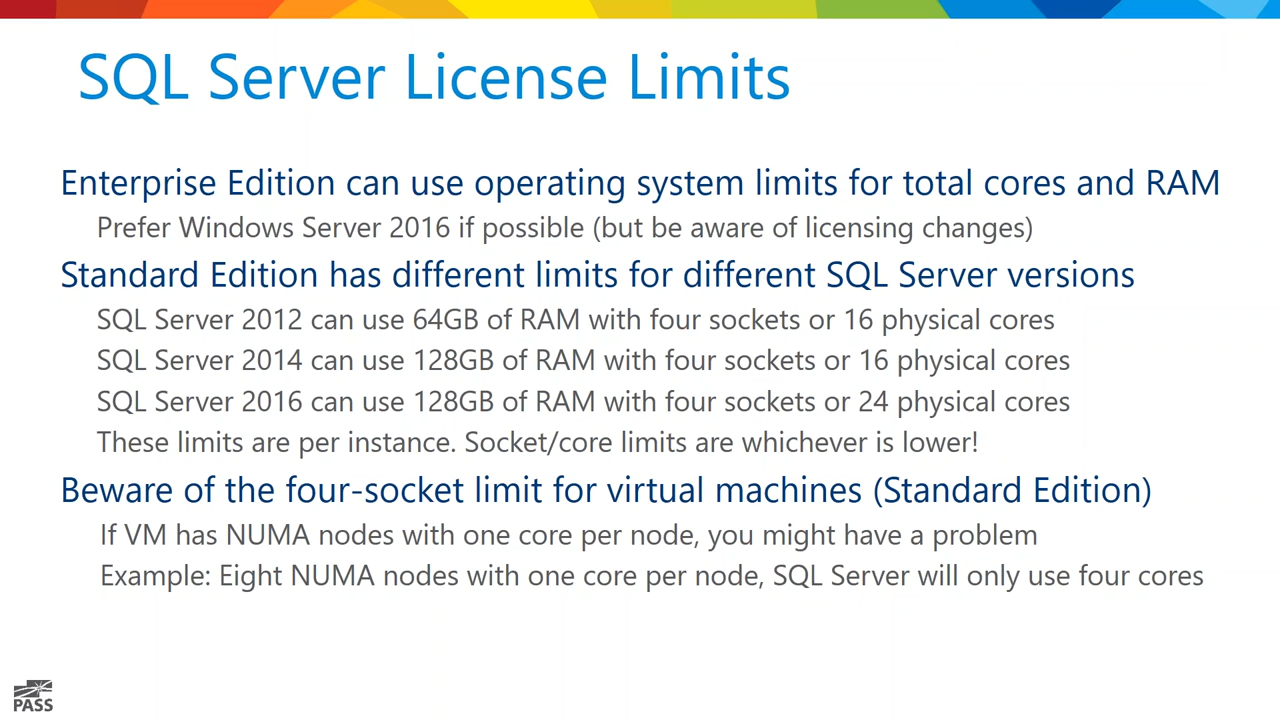 SQL Server License Limits
Enterprise Edition can use operating system limits for total cores and RAM
Prefer Windows Server 2016 if possible (but be aware of licensing changes)
Standard Edition has different limits for different SQL Server versions
SQL Server 2012 can use 64GB of RAM with four sockets or 16 physical cores
SQL Server 2014 can use 128GB of RAM with four sockets or 16 physical cores
SQL Server 2016 can use 128GB of RAM with four sockets or 24 physical cores
These limits are per instance. Socket/core limits are whichever is lower!
Beware of the four-socket limit for virtual machines (Standard Edition)
If VM has NUMA nodes with one core per node, you might have a problem
Example: Eight NUMA nodes with one core per node, SQL Server will only use four cores
PASS